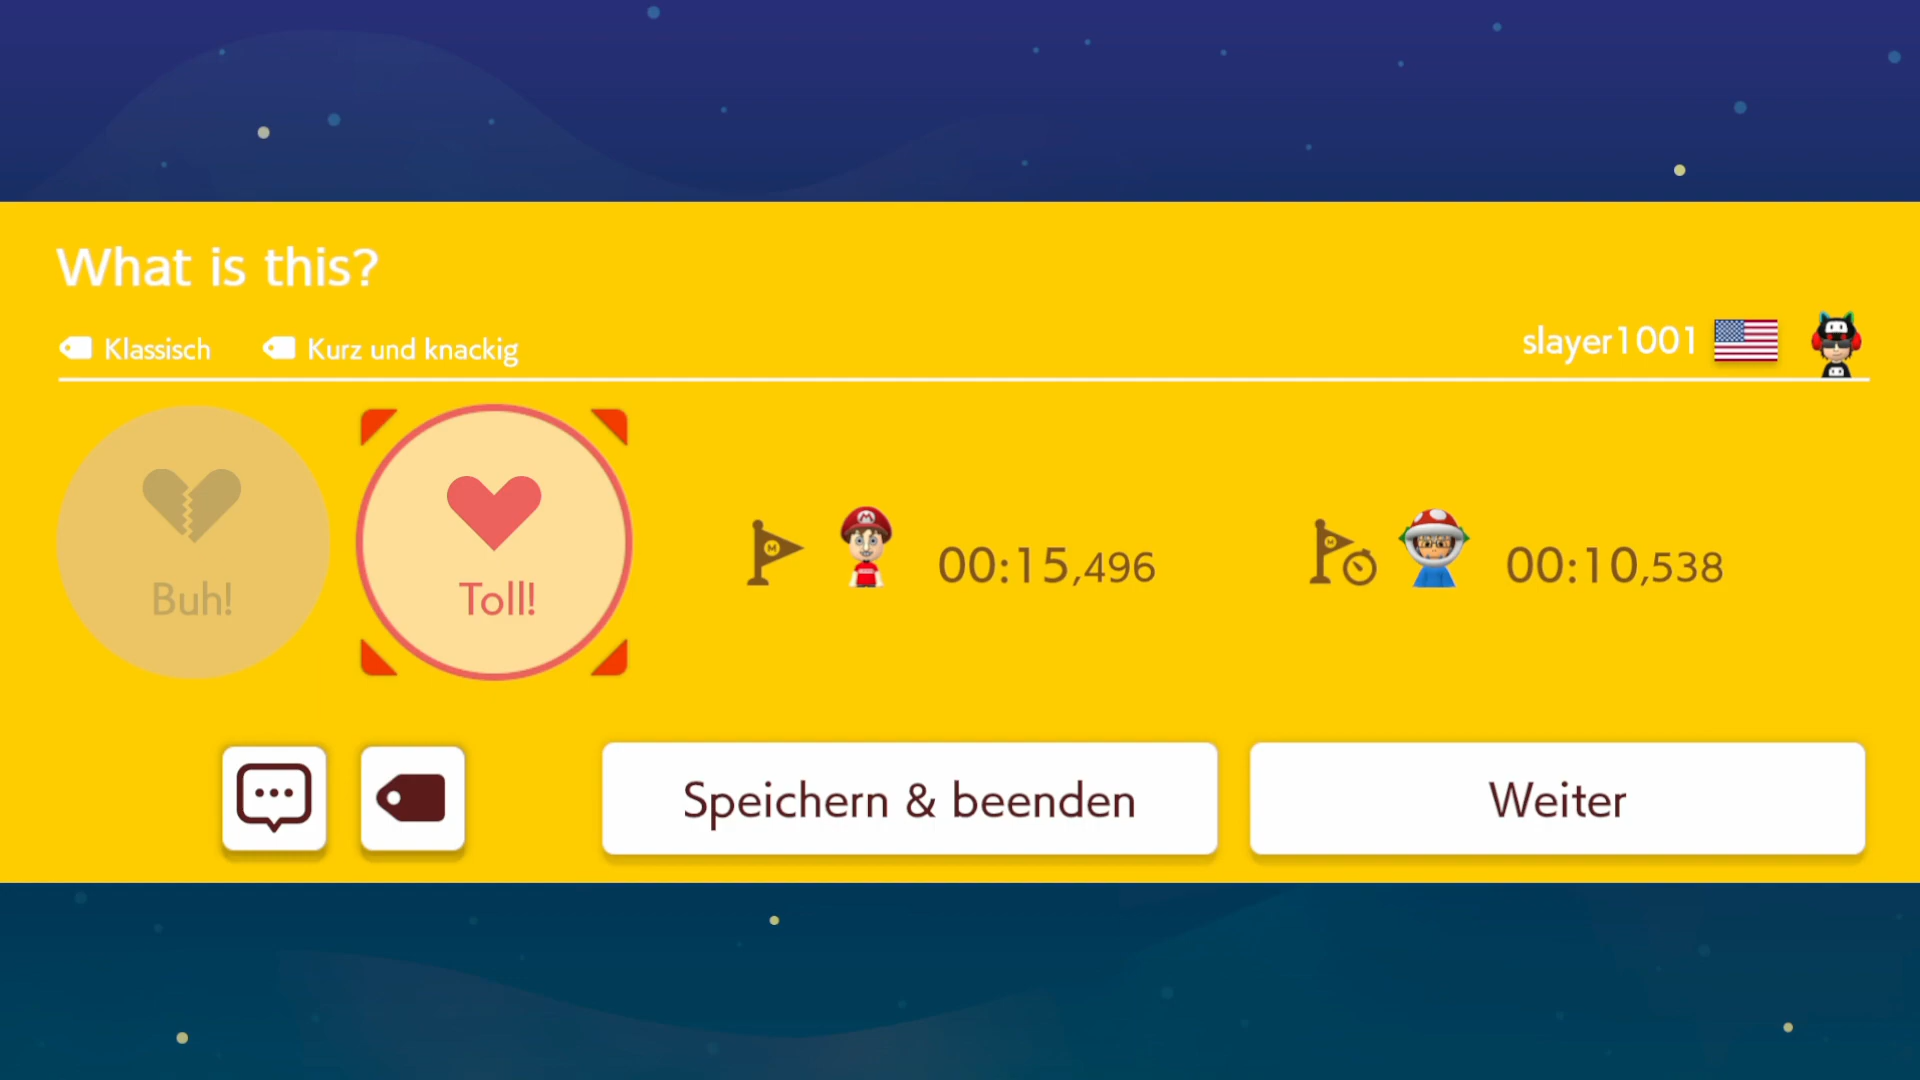 What is this?
Klassisch Kurz und knackig
slayer1001
Buh! Toll!
00:15,496 00:10,538
Speichern & beenden Weiter